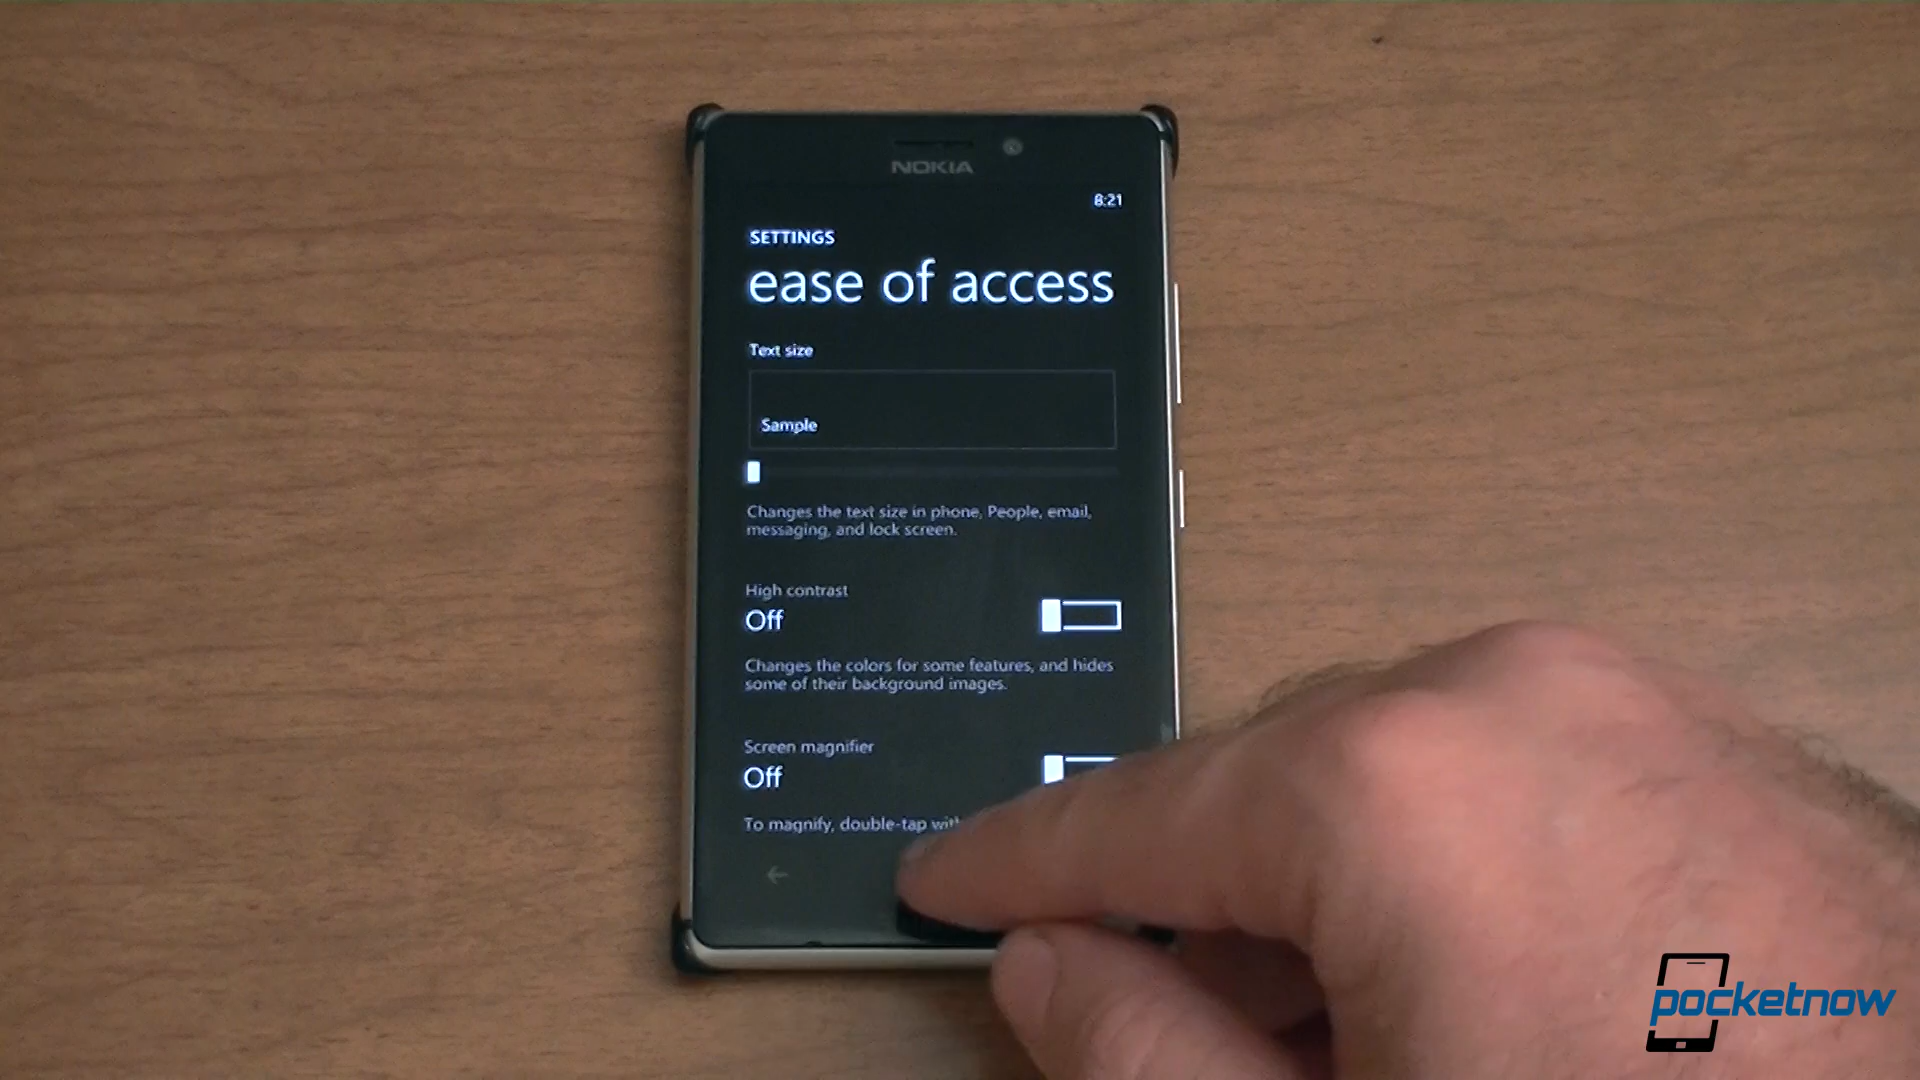 NOKIA
8:21
SETTINGS
ease of access
Text size
Sample
Changes the text size in phone, People, email,
messaging, and lock screen.
High contrast
Off
Changes the colors for some features, and hides
some of their background images.
Screen magnifier
Off
To magnify, double-tap with
pocketnow